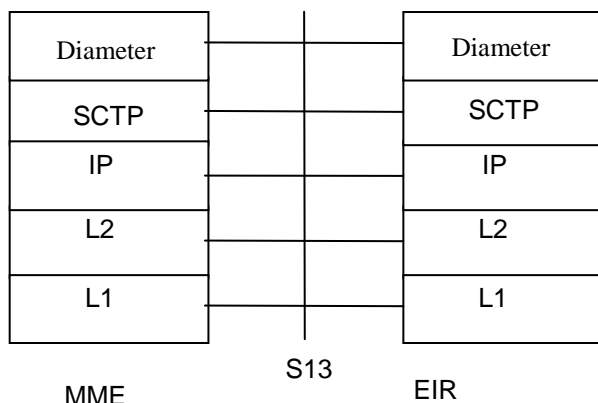 Diameter Diameter
SCTP SCTP
IP IP
L2 L2
L1 L1
S13
MME EIR